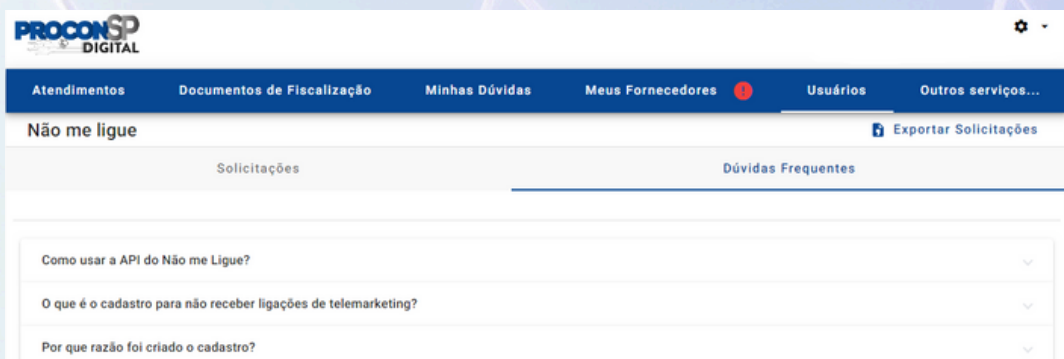 PROCONSP
DIGITAL
Atendimentos Documentos de Fiscalização Minhas Dúvidas Meus Fornecedores ! Usuários Outros serviços...
Não me ligue Exportar Solicitações
Solicitações Dúvidas Frequentes
Como usar a API do Não me Ligue?
O que é o cadastro para não receber ligações de telemarketing?
Por que razão foi criado o cadastro?